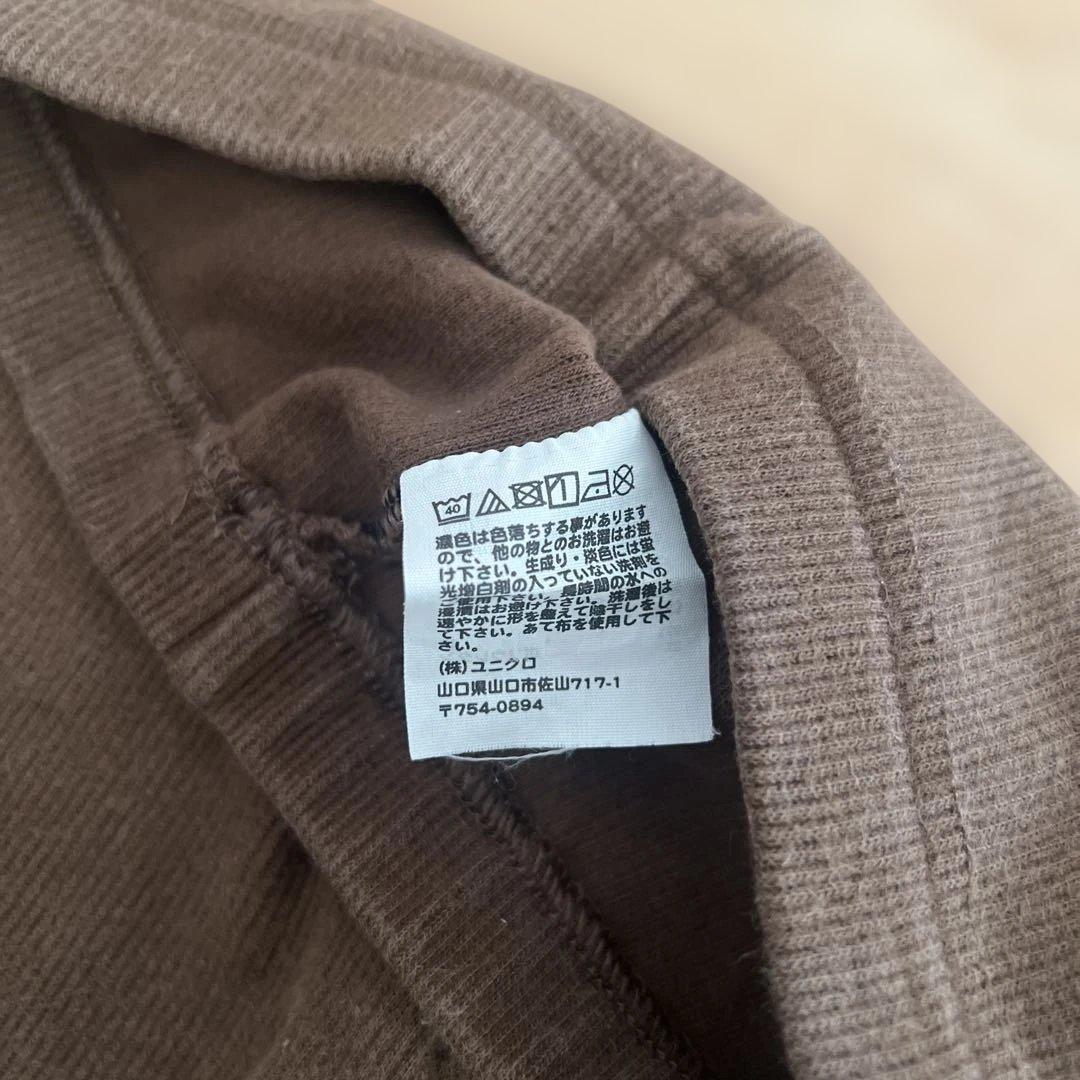 40
濃色は色落ちする事があります
ので、他の物とのお洗濯はお避
け下さい。生成り・淡色には蛍
光増白剤の入っていない洗剤を
ご使用下さい。長時間の水への
浸漬はお避け下さい。洗濯後は
速やかに形を整えて陰干しをし
て下さい。あて布を使用して下
さい。
(株)ユニクロ
山口県山口市佐山717-1
〒754-0894